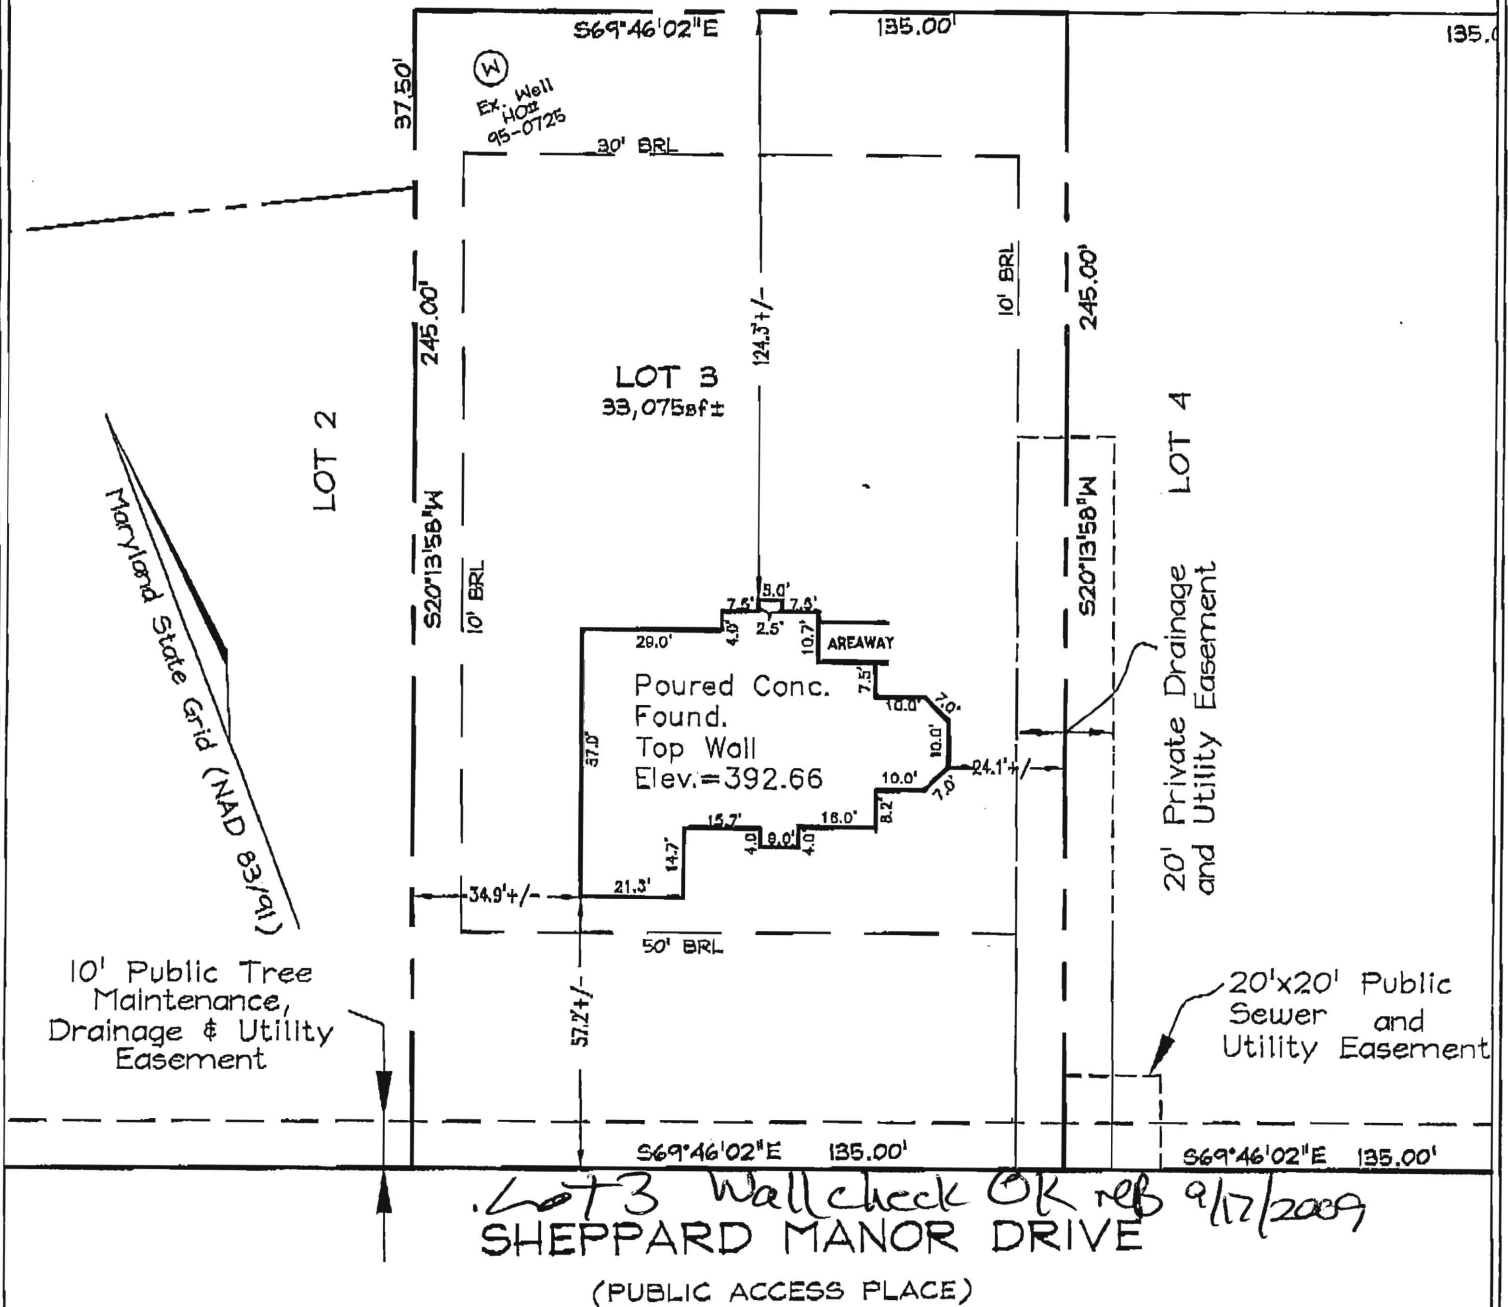 S69°46'02"E 135.00'
135.0
37.50'
W
Ex. Well
HO#
95-0725
30' BRL
245.00'
S20°13'58"W
10' BRL
124.3'+/-
10' BRL
245.00'
S20°13'58"W
LOT 3
33,075sf±
LOT 2
LOT 4
Maryland State Grid (NAD 83/91)
7.5' 5.0' 7.5'
29.0' 4.0' 2.5' 10.7' AREAWAY
7.5'
10.0' 7.0'
Poured Conc.
Found.
Top Wall
Elev.=392.66
57.0'
10.0'
24.1'+/-
10.0' 7.0'
8.2'
15.7' 4.0' 8.0' 4.0' 16.0'
14.7'
21.3'
34.9'+/-
50' BRL
57.2'+/-
20' Private Drainage
and Utility Easement
10' Public Tree
Maintenance,
Drainage & Utility
Easement
20'x20' Public
Sewer and
Utility Easement
S69°46'02"E 135.00'
S69°46'02"E 135.00'
Lot 3 Wall check OK 9/17/2009
SHEPPARD MANOR DRIVE
(PUBLIC ACCESS PLACE)